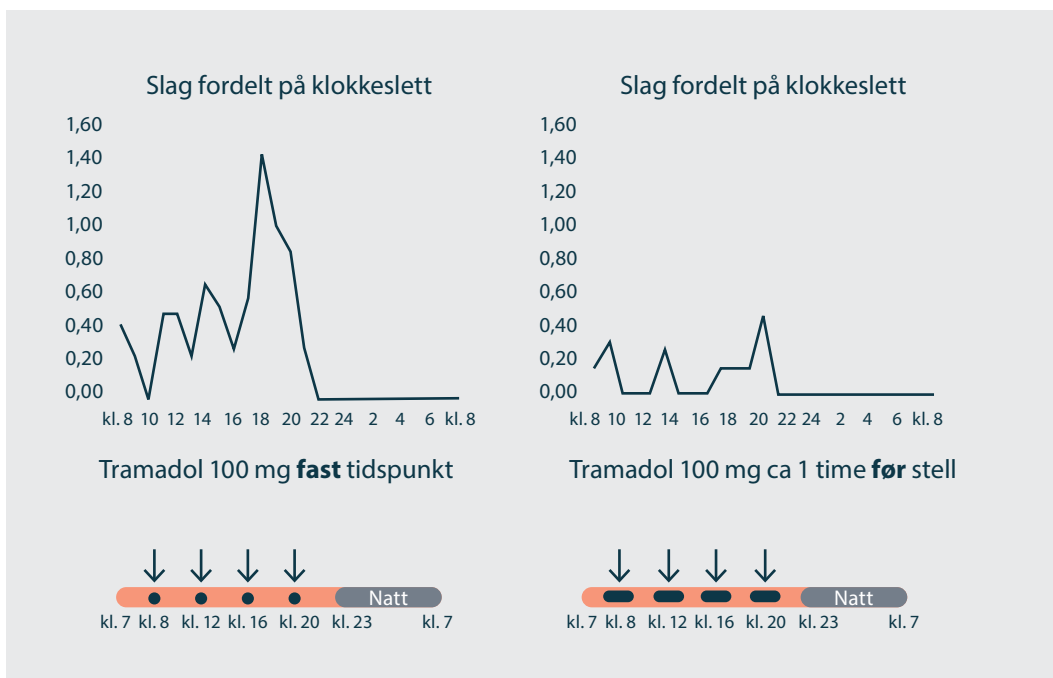 Slag fordelt på klokkeslett
1,60
1,40
1,20
1,00
0,80
0,60
0,40
0,20
0,00
kl. 8 10 12 14 16 18 20 22 24 2 4 6 kl. 8
Tramadol 100 mg fast tidspunkt
Natt
kl. 7 kl. 8 kl. 12 kl. 16 kl. 20 kl. 23 kl. 7
Slag fordelt på klokkeslett
1,60
1,40
1,20
1,00
0,80
0,60
0,40
0,20
0,00
kl. 8 10 12 14 16 18 20 22 24 2 4 6 kl. 8
Tramadol 100 mg ca 1 time før stell
Natt
kl. 7 kl. 8 kl. 12 kl. 16 kl. 20 kl. 23 kl. 7